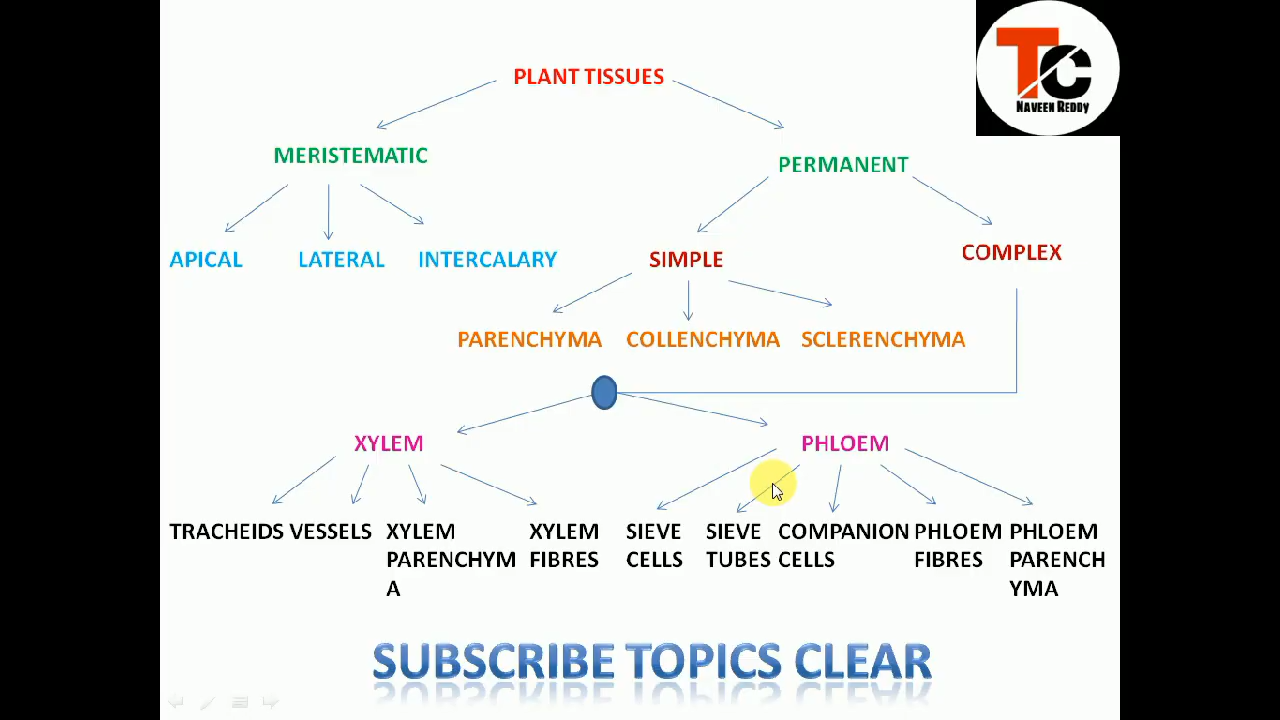 TC
NAVEEN REDDY
PLANT TISSUES
MERISTEMATIC
PERMANENT
APICAL
LATERAL
INTERCALARY
SIMPLE
COMPLEX
PARENCHYMA
COLLENCHYMA
SCLERENCHYMA
XYLEM
PHLOEM
TRACHEIDS
VESSELS
XYLEM
PARENCHYM
A
XYLEM
FIBRES
SIEVE
CELLS
SIEVE
TUBES
COMPANION
CELLS
PHLOEM
FIBRES
PHLOEM
PARENCH
YMA
SUBSCRIBE TOPICS CLEAR